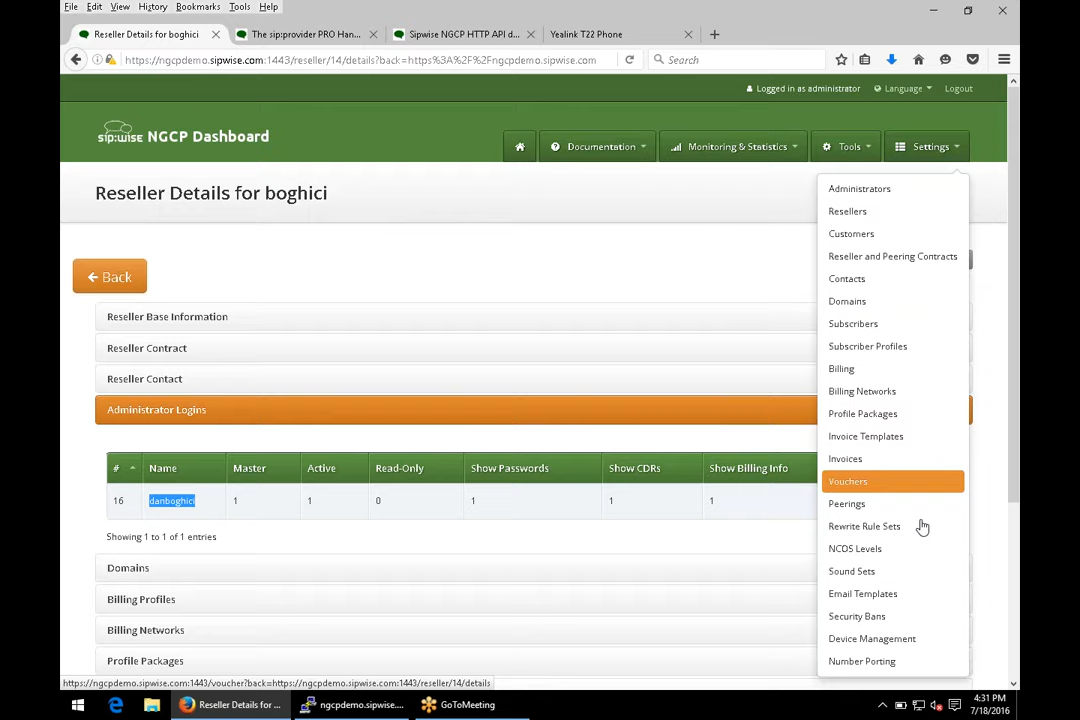 File Edit View History Bookmarks Tools Help
Reseller Details for boghici
The sip:provider PRO Han...
Sipwise NGCP HTTP API d...
Yealink T22 Phone
https://ngcpdemo.sipwise.com:1443/reseller/14/details?back=https%3A%2F%2Fngcpdemo.sipwise.com
Search
Logged in as administrator
Language
Logout
sip:wise NGCP Dashboard
Documentation
Monitoring & Statistics
Tools
Settings
Reseller Details for boghici
Back
Reseller Base Information
Reseller Contract
Reseller Contact
Administrator Logins
# Name Master Active Read-Only Show Passwords Show CDRs Show Billing Info
16 danboghici 1 1 0 1 1 1
Showing 1 to 1 of 1 entries
Domains
Billing Profiles
Billing Networks
Profile Packages
Administrators
Resellers
Customers
Reseller and Peering Contracts
Contacts
Domains
Subscribers
Subscriber Profiles
Billing
Billing Networks
Profile Packages
Invoice Templates
Invoices
Vouchers
Peerings
Rewrite Rule Sets
NCOS Levels
Sound Sets
Email Templates
Security Bans
Device Management
Number Porting
https://ngcpdemo.sipwise.com:1443/voucher?back=https://ngcpdemo.sipwise.com:1443/reseller/14/details
Reseller Details for ...
ngcpdemo.sipwise....
GoToMeeting
4:31 PM
7/18/2016